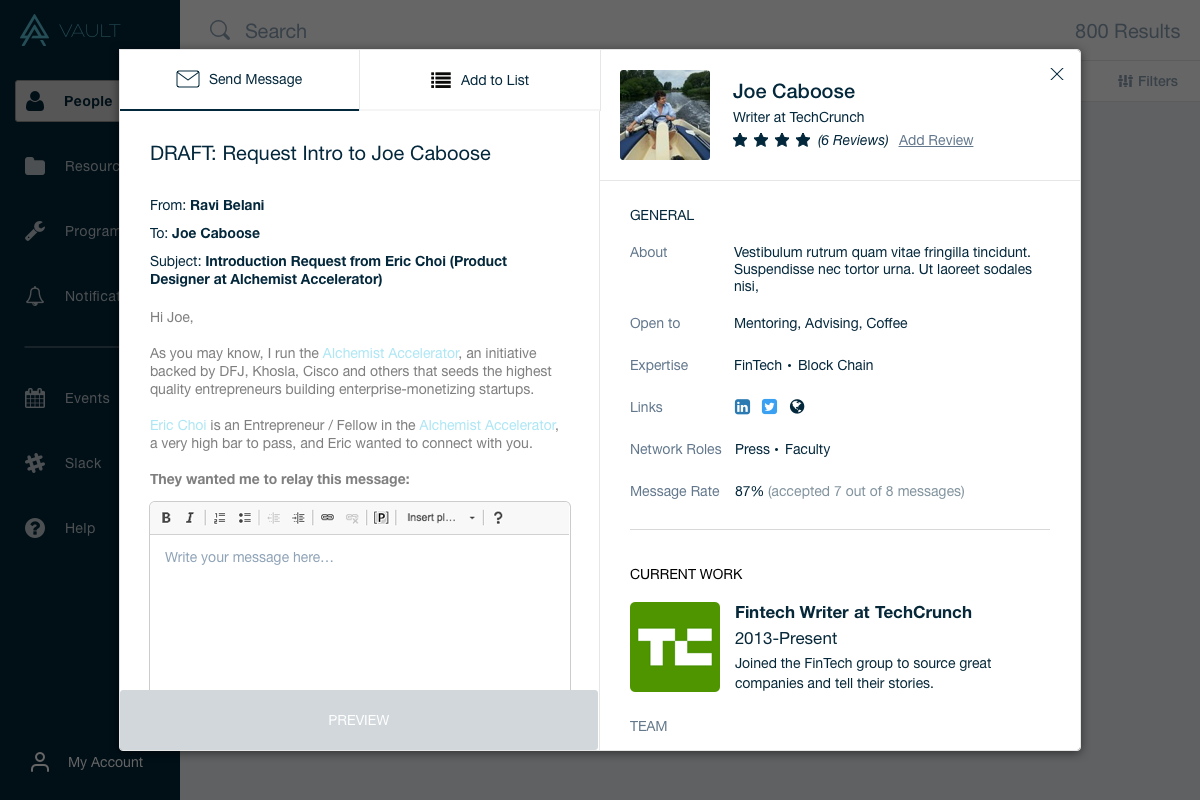 VAULT
Search
800 Results
People
Filters
Resourc
Program
Notificat
Events
Slack
Help
My Account
Send Message
Add to List
DRAFT: Request Intro to Joe Caboose
From: Ravi Belani
To: Joe Caboose
Subject: Introduction Request from Eric Choi (Product
Designer at Alchemist Accelerator)
Hi Joe,
As you may know, I run the Alchemist Accelerator, an initiative
backed by DFJ, Khosla, Cisco and others that seeds the highest
quality entrepreneurs building enterprise-monetizing startups.
Eric Choi is an Entrepreneur / Fellow in the Alchemist Accelerator,
a very high bar to pass, and Eric wanted to connect with you.
They wanted me to relay this message:
B I [P] Insert pl... ?
Write your message here…
PREVIEW
Joe Caboose
Writer at TechCrunch
(6 Reviews) Add Review
GENERAL
About Vestibulum rutrum quam vitae fringilla tincidunt.
Suspendisse nec tortor urna. Ut laoreet sodales
nisi,
Open to Mentoring, Advising, Coffee
Expertise FinTech • Block Chain
Links in
Network Roles Press • Faculty
Message Rate 87% (accepted 7 out of 8 messages)
CURRENT WORK
TC
Fintech Writer at TechCrunch
2013-Present
Joined the FinTech group to source great
companies and tell their stories.
TEAM